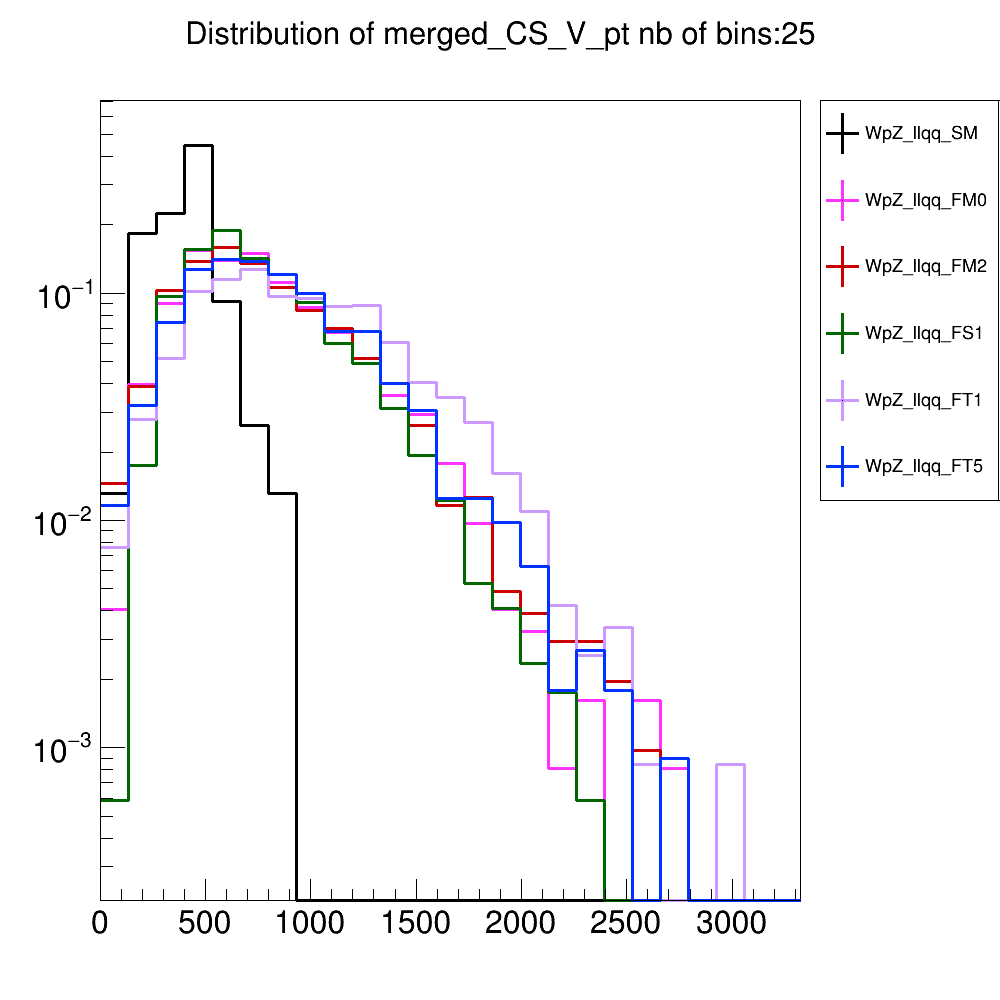 Distribution of merged_CS_V_pt nb of bins:25
WpZ_llqq_SM
WpZ_llqq_FM0
WpZ_llqq_FM2
WpZ_llqq_FS1
WpZ_llqq_FT1
WpZ_llqq_FT5
10⁻¹
10⁻²
10⁻³
0 500 1000 1500 2000 2500 3000